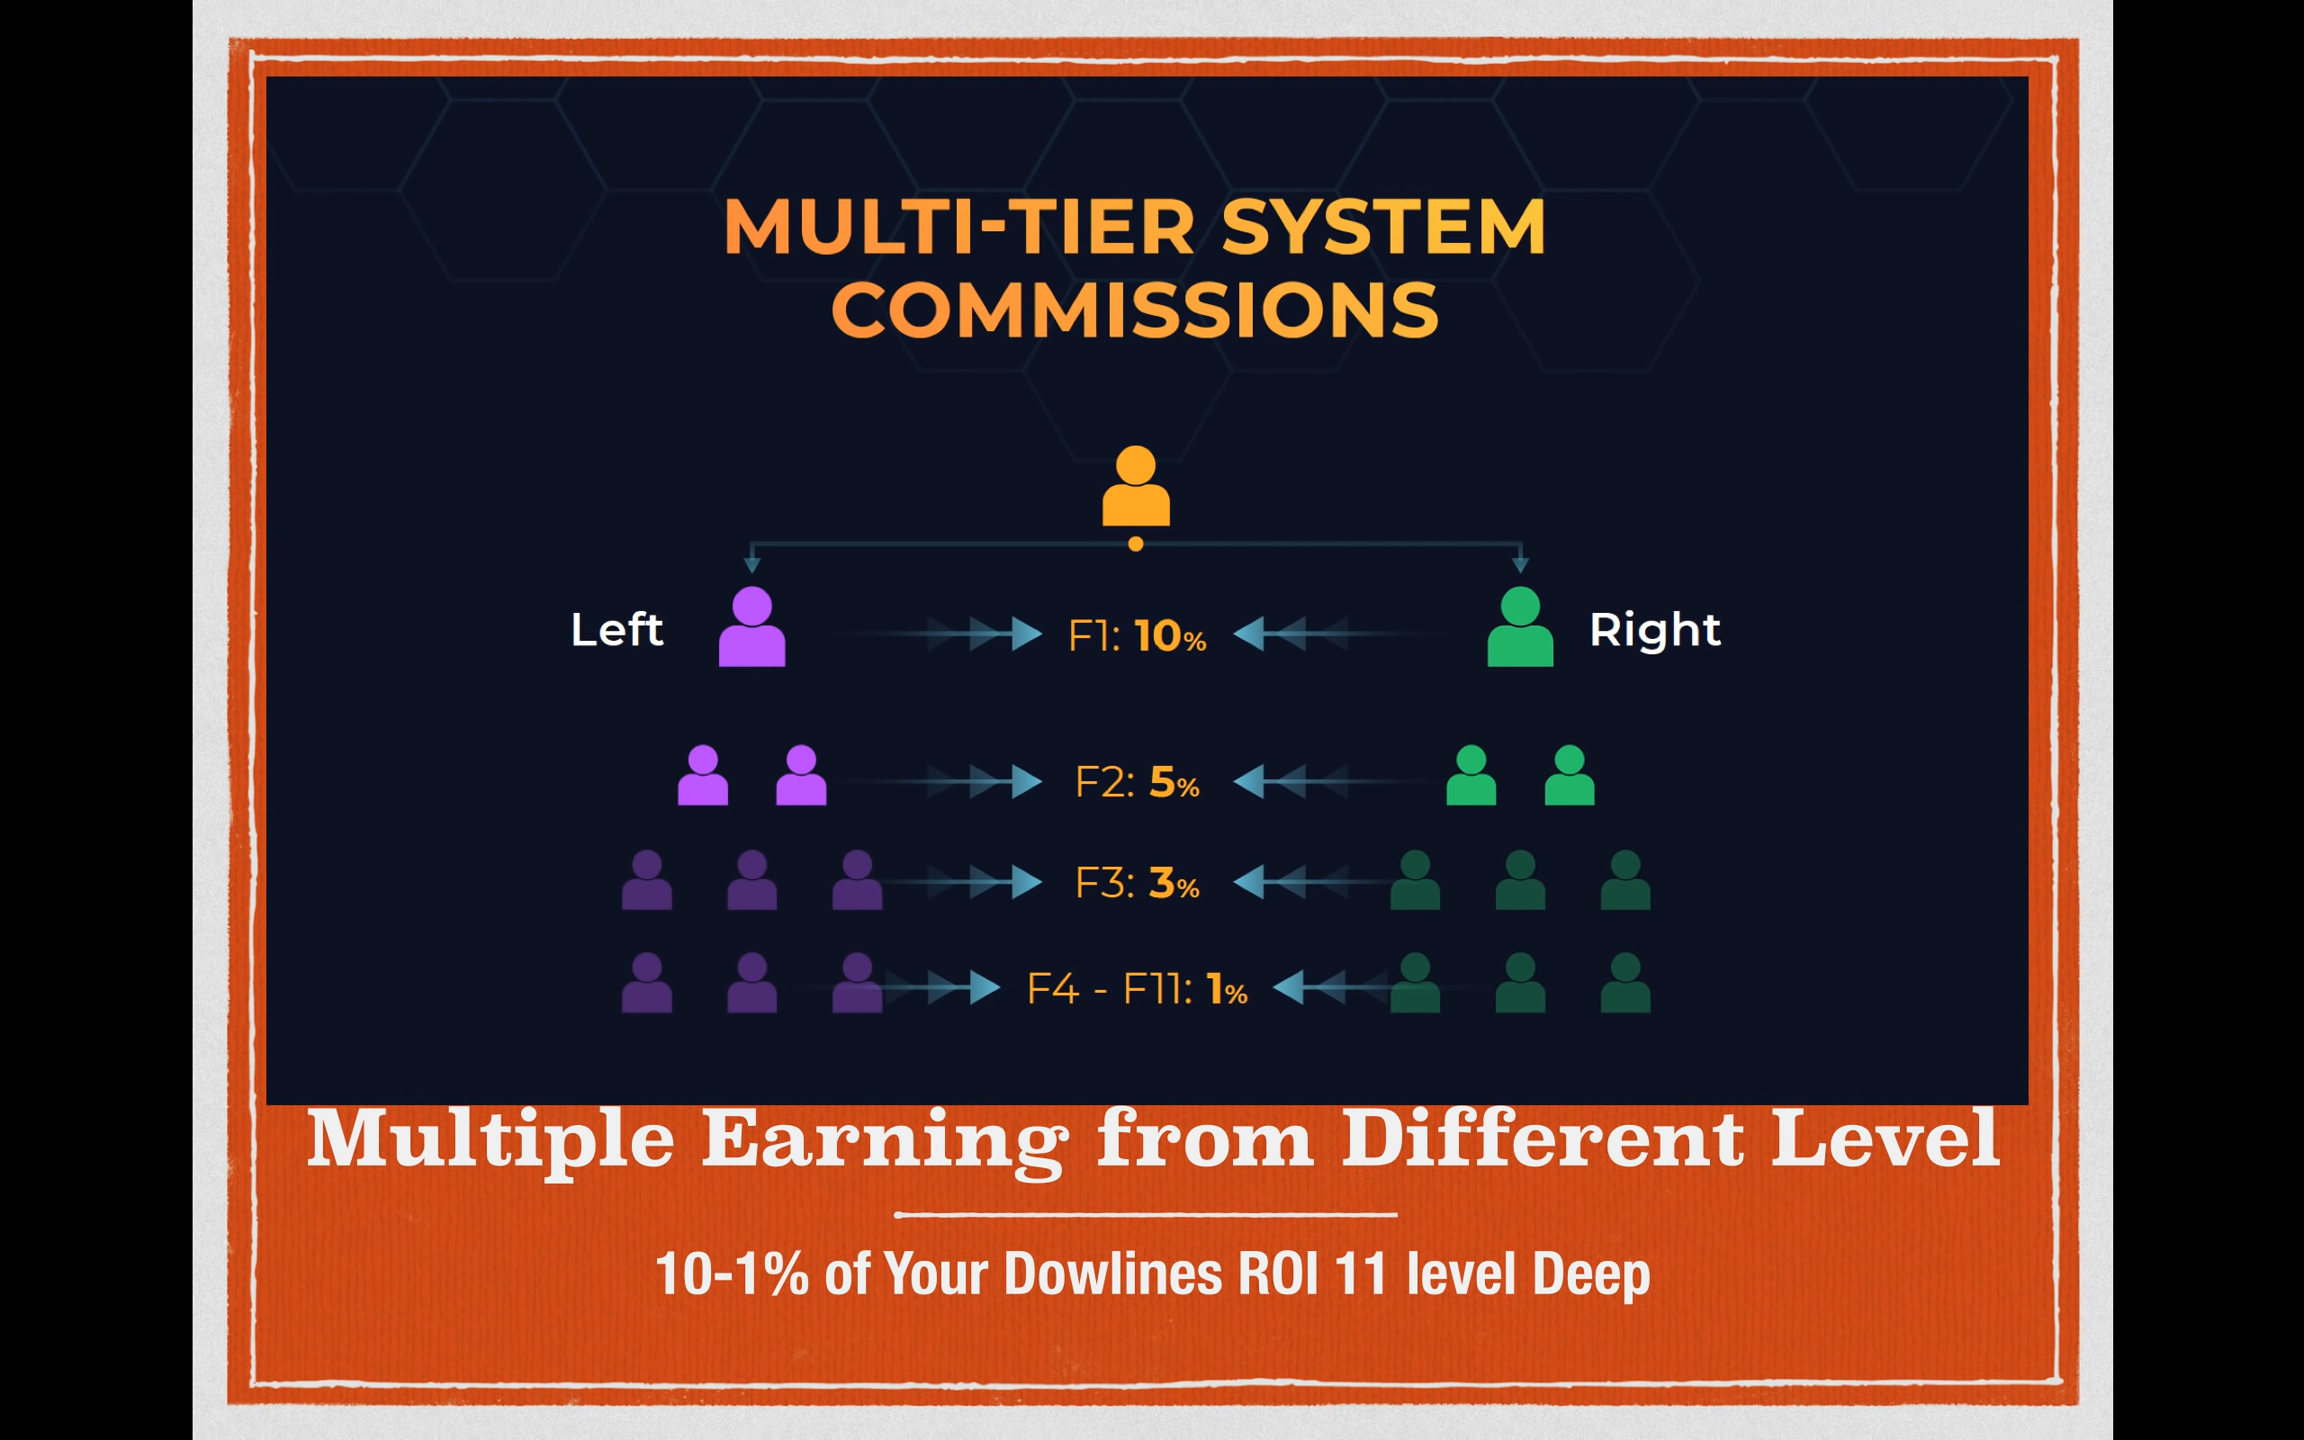 MULTI-TIER SYSTEM
COMMISSIONS
Left
F1: 10%
Right
F2: 5%
F3: 3%
F4 - F11: 1%
Multiple Earning from Different Level
10-1% of Your Dowlines ROI 11 level Deep